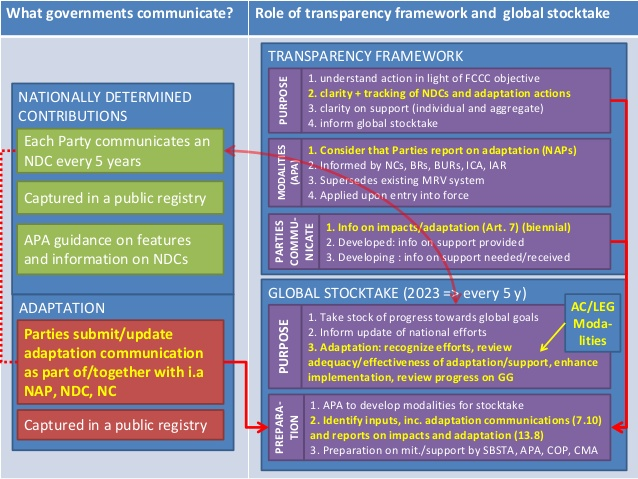 What governments communicate?
Role of transparency framework and global stocktake
NATIONALLY DETERMINED
CONTRIBUTIONS
Each Party communicates an
NDC every 5 years
Captured in a public registry
APA guidance on features
and information on NDCs
ADAPTATION
Parties submit/update
adaptation communication
as part of/together with i.a
NAP, NDC, NC
Captured in a public registry
TRANSPARENCY FRAMEWORK
PURPOSE
1. understand action in light of FCCC objective
2. clarity + tracking of NDCs and adaptation actions
3. clarity on support (individual and aggregate)
4. inform global stocktake
MODALITIES
(APA)
1. Consider that Parties report on adaptation (NAPs)
2. Informed by NCs, BRs, BURs, ICA, IAR
3. Supersedes existing MRV system
4. Applied upon entry into force
PARTIES
COMMU-
NICATE
1. Info on impacts/adaptation (Art. 7) (biennial)
2. Developed: info on support provided
3. Developing : info on support needed/received
GLOBAL STOCKTAKE (2023 => every 5 y)
PURPOSE
1. Take stock of progress towards global goals
2. Inform update of national efforts
3. Adaptation: recognize efforts, review
adequacy/effectiveness of adaptation/support, enhance
implementation, review progress on GG
AC/LEG
Moda-
lities
PREPARA-
TION
1. APA to develop modalities for stocktake
2. Identify inputs, inc. adaptation communications (7.10)
and reports on impacts and adaptation (13.8)
3. Preparation on mit./support by SBSTA, APA, COP, CMA